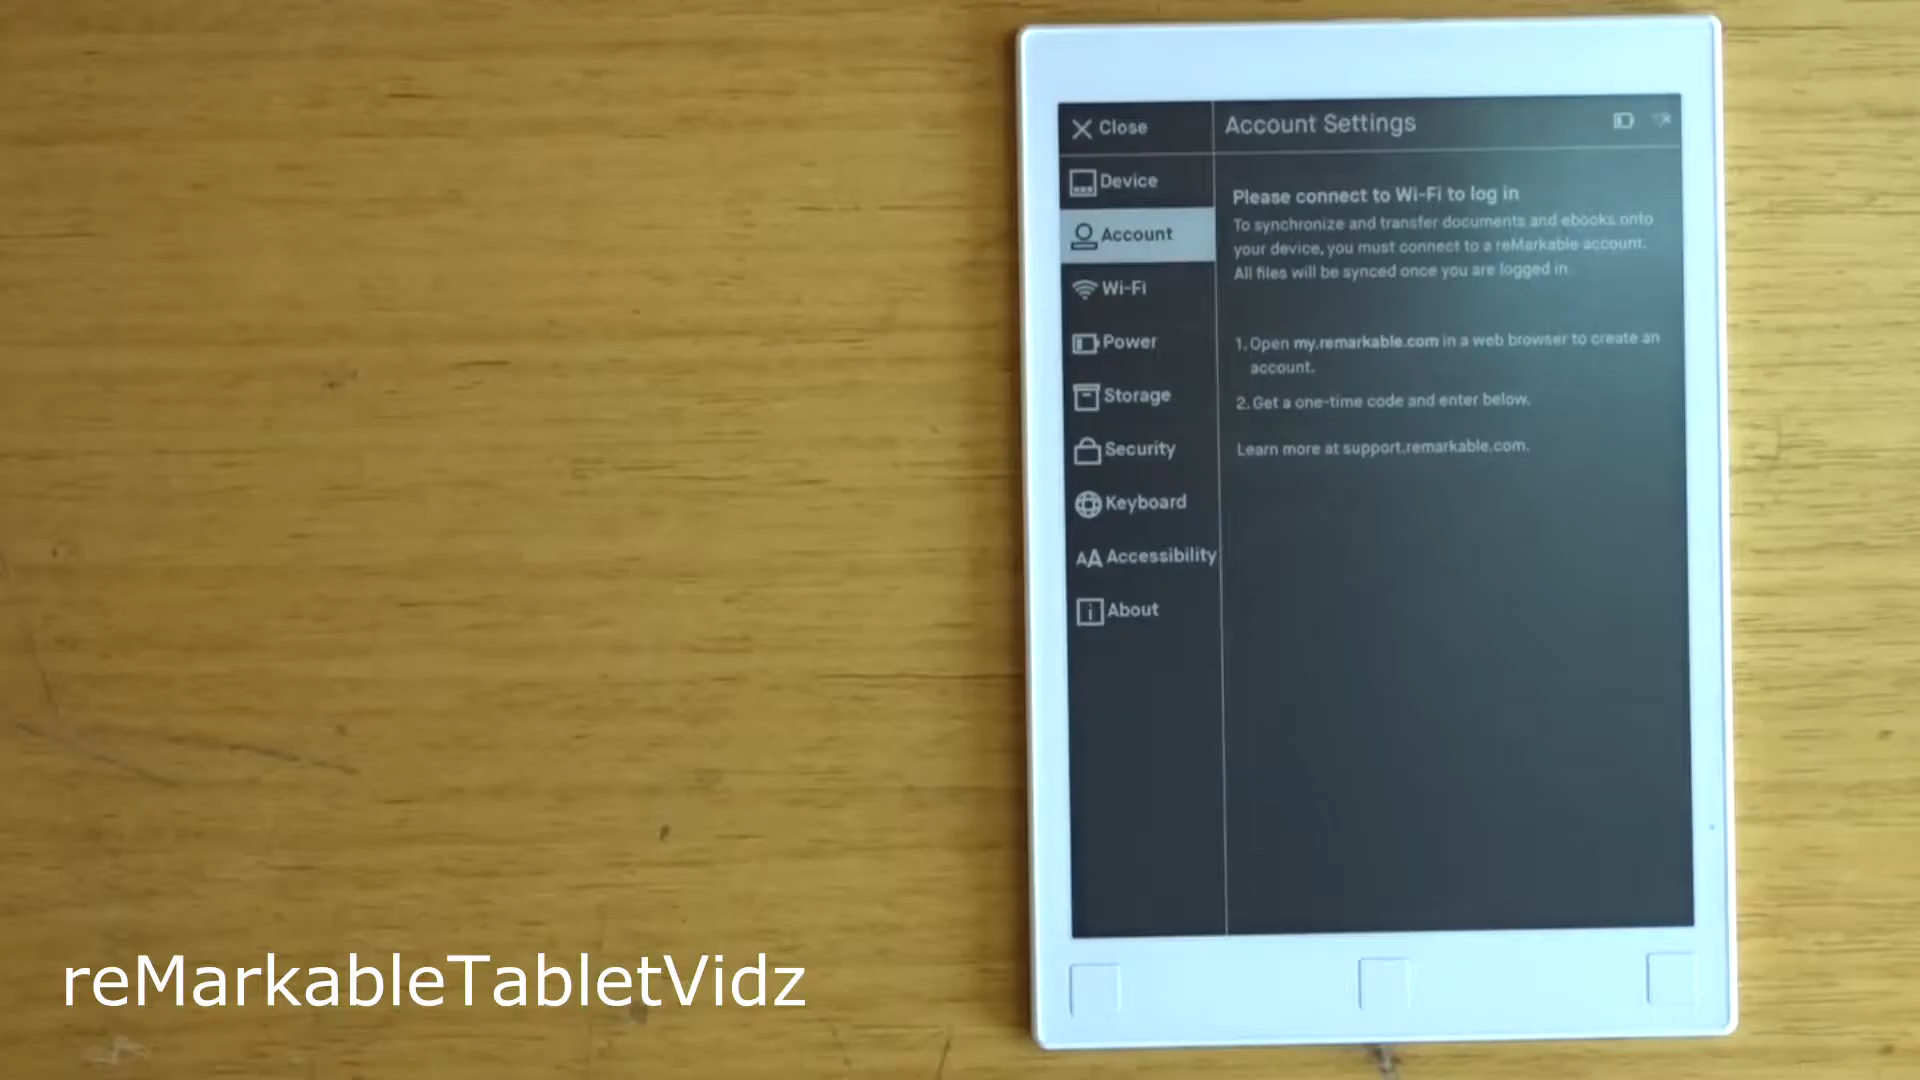 Close
Account Settings
Device
Account
Wi-Fi
Power
Storage
Security
Keyboard
AA Accessibility
i About
Please connect to Wi-Fi to log in
To synchronize and transfer documents and ebooks onto
your device, you must connect to a reMarkable account.
All files will be synced once you are logged in.
1. Open my.remarkable.com in a web browser to create an
account.
2. Get a one-time code and enter below.
Learn more at support.remarkable.com.
reMarkableTabletVidz